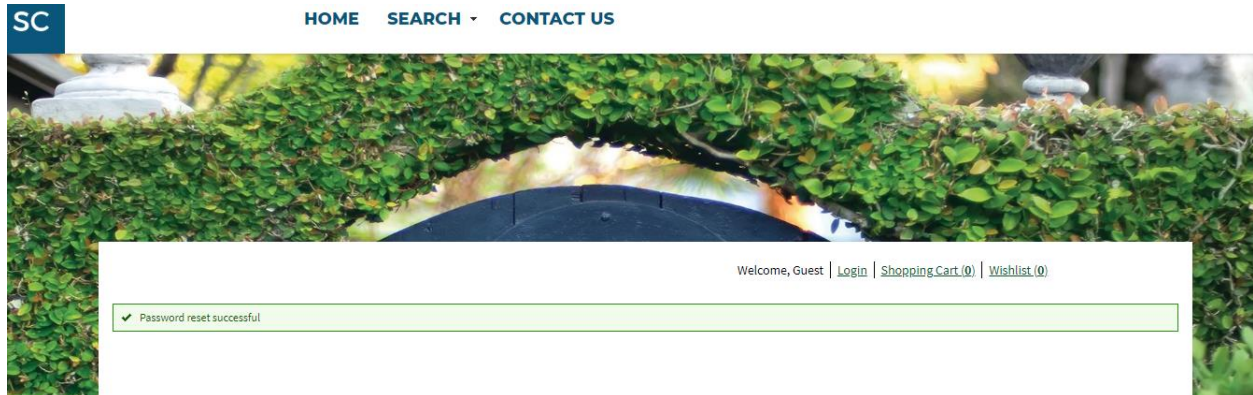 SC
HOME SEARCH CONTACT US
Welcome, Guest | Login | Shopping Cart (0) | Wishlist (0)
✔ Password reset successful